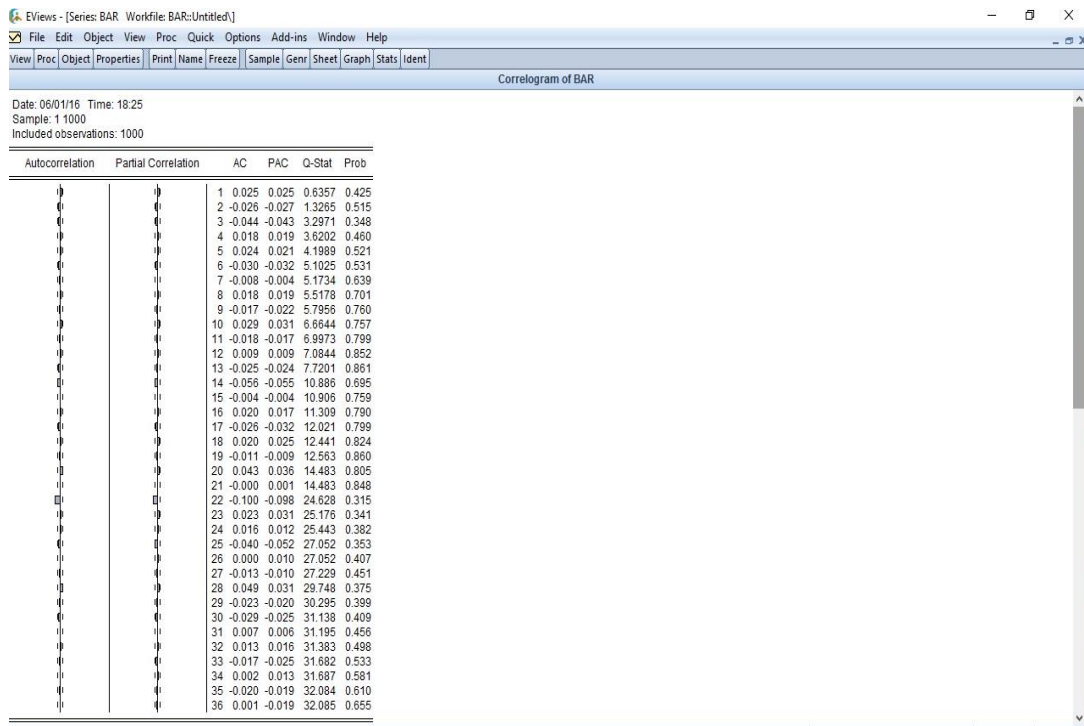 EViews - [Series: BAR Workfile: BAR::Untitled\]
File Edit Object View Proc Quick Options Add-ins Window Help
View Proc Object Properties Print Name Freeze Sample Genr Sheet Graph Stats Ident
Correlogram of BAR
Date: 06/01/16 Time: 18:25
Sample: 1 1000
Included observations: 1000
Autocorrelation Partial Correlation AC PAC Q-Stat Prob
1 0.025 0.025 0.6357 0.425
2 -0.026 -0.027 1.3265 0.515
3 -0.044 -0.043 3.2971 0.348
4 0.018 0.019 3.6202 0.460
5 0.024 0.021 4.1989 0.521
6 -0.030 -0.032 5.1025 0.531
7 -0.008 -0.004 5.1734 0.639
8 0.018 0.019 5.5178 0.701
9 -0.017 -0.022 5.7956 0.760
10 0.029 0.031 6.6644 0.757
11 -0.018 -0.017 6.9973 0.799
12 0.009 0.009 7.0844 0.852
13 -0.025 -0.024 7.7201 0.861
14 -0.056 -0.055 10.886 0.695
15 -0.004 -0.004 10.906 0.759
16 0.020 0.017 11.309 0.790
17 -0.026 -0.032 12.021 0.799
18 0.020 0.025 12.441 0.824
19 -0.011 -0.009 12.563 0.860
20 0.043 0.036 14.483 0.805
21 -0.000 0.001 14.483 0.848
22 -0.100 -0.098 24.628 0.315
23 0.023 0.031 25.176 0.341
24 0.016 0.012 25.443 0.382
25 -0.040 -0.052 27.052 0.353
26 0.000 0.010 27.052 0.407
27 -0.013 -0.010 27.229 0.451
28 0.049 0.031 29.748 0.375
29 -0.023 -0.020 30.295 0.399
30 -0.029 -0.025 31.138 0.409
31 0.007 0.006 31.195 0.456
32 0.013 0.016 31.383 0.498
33 -0.017 -0.025 31.682 0.533
34 0.002 0.013 31.687 0.581
35 -0.020 -0.019 32.084 0.610
36 0.001 -0.019 32.085 0.655